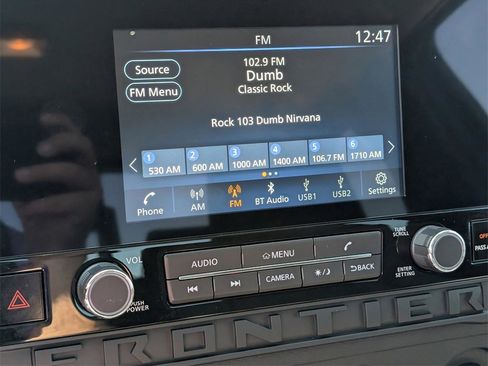 FM 12:47
Source
102.9 FM
Dumb
FM Menu
Classic Rock
Rock 103 Dumb Nirvana
1 2 3 4 5 6
530 AM 600 AM 1000 AM 1400 AM 106.7 FM 1710 AM
Phone AM FM BT Audio USB1 USB2 Settings
VOL
AUDIO MENU
TUNE
SCROLL
OFF
PASS
PUSH
POWER
CAMERA BACK
ENTER
SETTING
FRONTIER